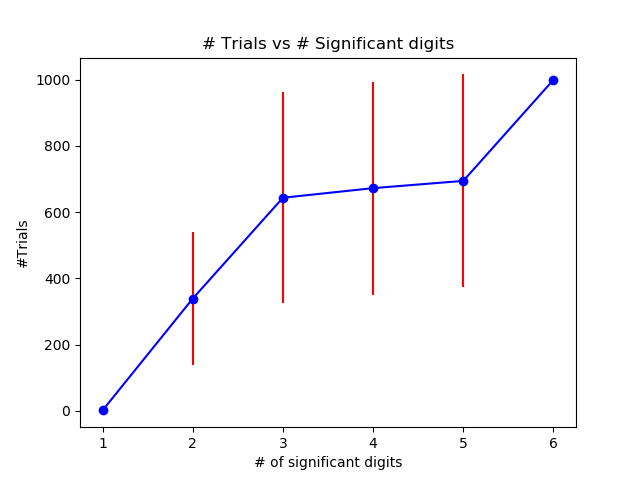 # Trials vs # Significant digits
1000
800
600
400
200
0
#Trials
1 2 3 4 5 6
# of significant digits